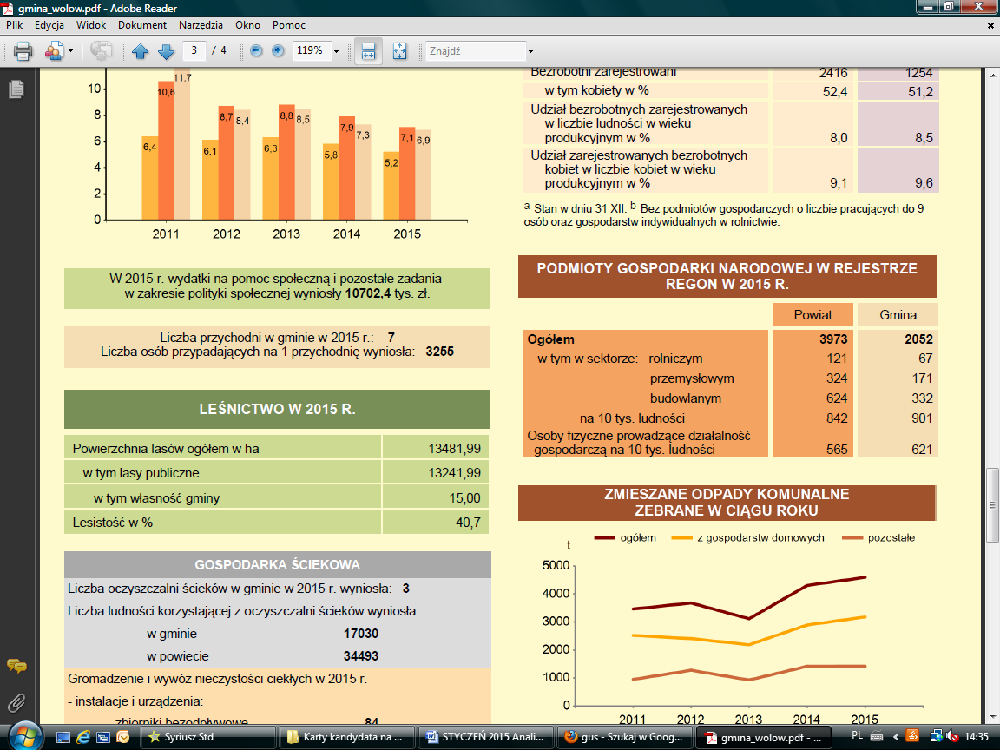 gmina_wolow.pdf - Adobe Reader
Plik Edycja Widok Dokument Narzędzia Okno Pomoc
3 / 4 119% Znajdź
10
8
6
4
2
0
6,4 10,6 11,7
6,1 8,7 8,4
6,3 8,8 8,5
5,8 7,9 7,3
5,2 7,1 6,9
2011 2012 2013 2014 2015
W 2015 r. wydatki na pomoc społeczną i pozostałe zadania
w zakresie polityki społecznej wyniosły 10702,4 tys. zł.
Liczba przychodni w gminie w 2015 r.: 7
Liczba osób przypadających na 1 przychodnię wyniosła: 3255
LEŚNICTWO W 2015 R.
Powierzchnia lasów ogółem w ha 13481,99
w tym lasy publiczne 13241,99
w tym własność gminy 15,00
Lesistość w % 40,7
GOSPODARKA ŚCIEKOWA
Liczba oczyszczalni ścieków w gminie w 2015 r. wyniosła: 3
Liczba ludności korzystającej z oczyszczalni ścieków wyniosła:
w gminie 17030
w powiecie 34493
Gromadzenie i wywóz nieczystości ciekłych w 2015 r.
- instalacje i urządzenia:
zbiorniki bezodpływowe 84
Bezrobotni zarejestrowani 2416 1254
w tym kobiety w % 52,4 51,2
Udział bezrobotnych zarejestrowanych
w liczbie ludności w wieku
produkcyjnym w % 8,0 8,5
Udział zarejestrowanych bezrobotnych
kobiet w liczbie kobiet w wieku
produkcyjnym w % 9,1 9,6
a Stan w dniu 31 XII. b Bez podmiotów gospodarczych o liczbie pracujących do 9
osób oraz gospodarstw indywidualnych w rolnictwie.
PODMIOTY GOSPODARKI NARODOWEJ W REJESTRZE
REGON W 2015 R.
Powiat Gmina
Ogółem 3973 2052
w tym w sektorze: rolniczym 121 67
przemysłowym 324 171
budowlanym 624 332
na 10 tys. ludności 842 901
Osoby fizyczne prowadzące działalność
gospodarczą na 10 tys. ludności 565 621
ZMIESZANE ODPADY KOMUNALNE
ZEBRANE W CIĄGU ROKU
t ogółem z gospodarstw domowych pozostałe
5000
4000
3000
2000
1000
0
2011 2012 2013 2014 2015
Syriusz Std Karty kandydata na ... STYCZEŃ 2015 Anali... gus - Szukaj w Goog... gmina_wolow.pdf - ... PL 14:35